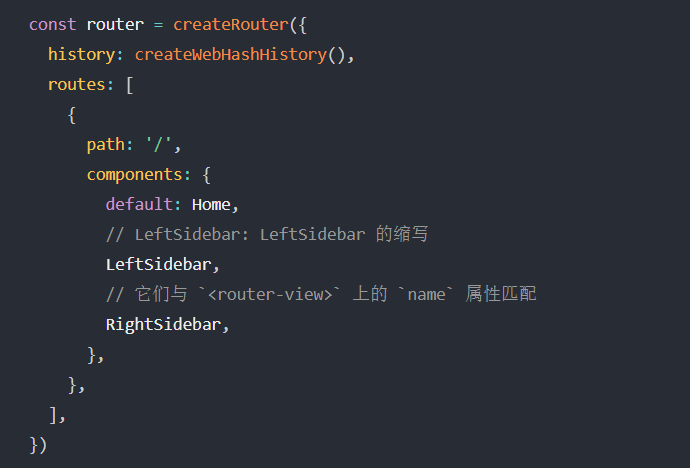 const router = createRouter({
  history: createWebHashHistory(),
  routes: [
    {
      path: '/',
      components: {
        default: Home,
        // LeftSidebar: LeftSidebar 的缩写
        LeftSidebar,
        // 它们与 `<router-view>` 上的 `name` 属性匹配
        RightSidebar,
      },
    },
  ],
})